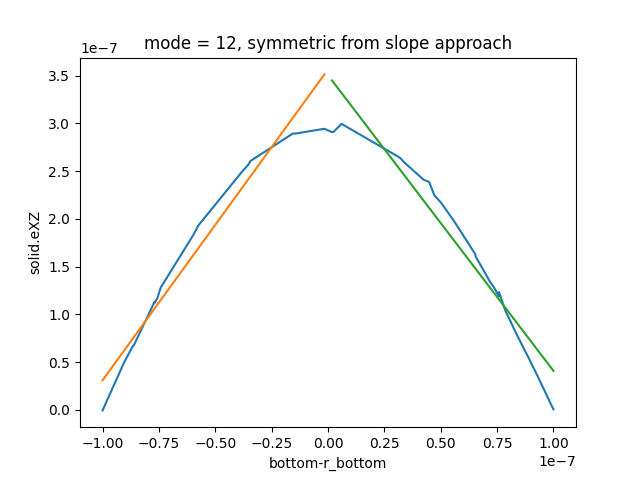 mode = 12, symmetric from slope approach
1e−7
3.5
3.0
2.5
2.0
1.5
1.0
0.5
0.0
solid.eXZ
−1.00 −0.75 −0.50 −0.25 0.00 0.25 0.50 0.75 1.00
bottom-r_bottom
1e−7